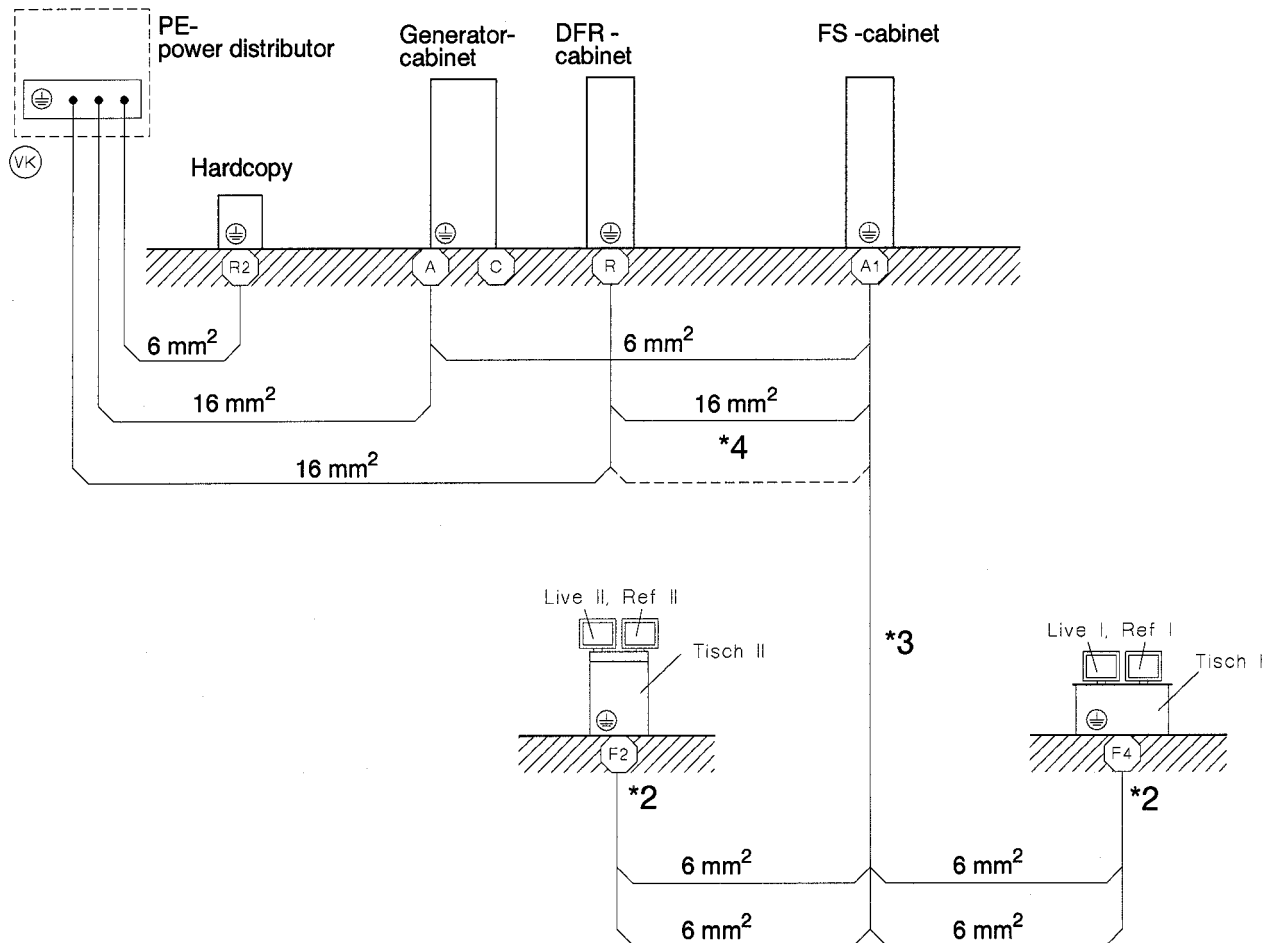 PE-
power distributor
Generator-
cabinet
DFR -
cabinet
FS -cabinet
VK
Hardcopy
R2
A
C
R
A1
6 mm²
6 mm²
16 mm²
16 mm²
*4
16 mm²
Live II, Ref II
Tisch II
*3
Live I, Ref I
Tisch I
F2
F4
*2
*2
6 mm²
6 mm²
6 mm²
6 mm²